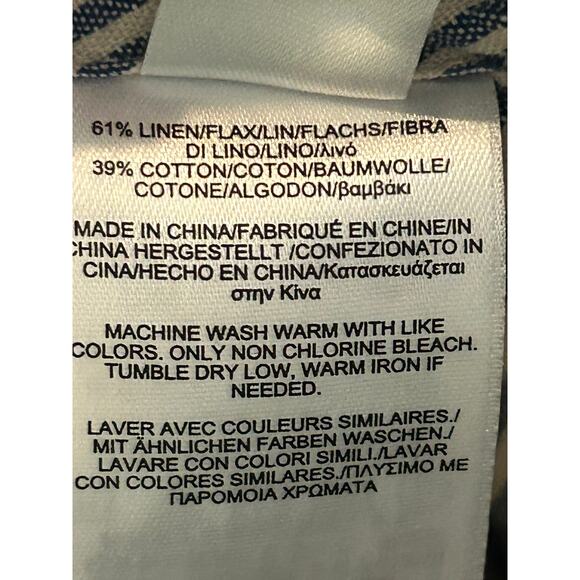 61% LINEN/FLAX/LIN/FLACHS/FIBRA
DI LINO/LINO/λινό
39% COTTON/COTON/BAUMWOLLE/
COTONE/ALGODON/βαμβάκι
MADE IN CHINA/FABRIQUÉ EN CHINE/IN
CHINA HERGESTELLT /CONFEZIONATO IN
CINA/HECHO EN CHINA/Κατασκευάζεται
στην Κίνα
MACHINE WASH WARM WITH LIKE
COLORS. ONLY NON CHLORINE BLEACH.
TUMBLE DRY LOW, WARM IRON IF
NEEDED.
LAVER AVEC COULEURS SIMILAIRES./
MIT ÄHNLICHEN FARBEN WASCHEN./
LAVARE CON COLORI SIMILI./LAVAR
CON COLORES SIMILARES./ΠΛΥΣΙΜΟ ΜΕ
ΠΑΡΟΜΟΙΑ ΧΡΩΜΑΤΑ